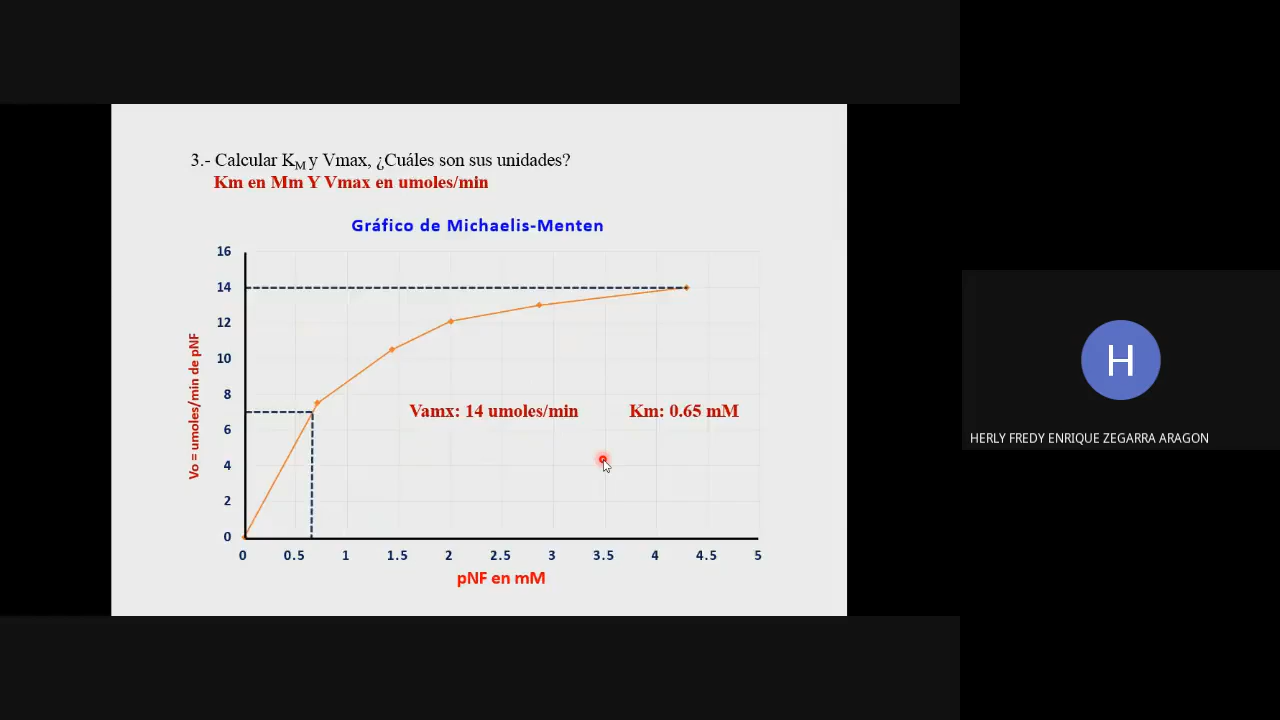 3.- Calcular KM y Vmax, ¿Cuáles son sus unidades?
Km en Mm Y Vmax en umoles/min
Gráfico de Michaelis-Menten
16
14
12
10
8
6
4
2
0
Vo = umoles/min de pNF
Vamx: 14 umoles/min
Km: 0.65 mM
0 0.5 1 1.5 2 2.5 3 3.5 4 4.5 5
pNF en mM
H
HERLY FREDY ENRIQUE ZEGARRA ARAGON